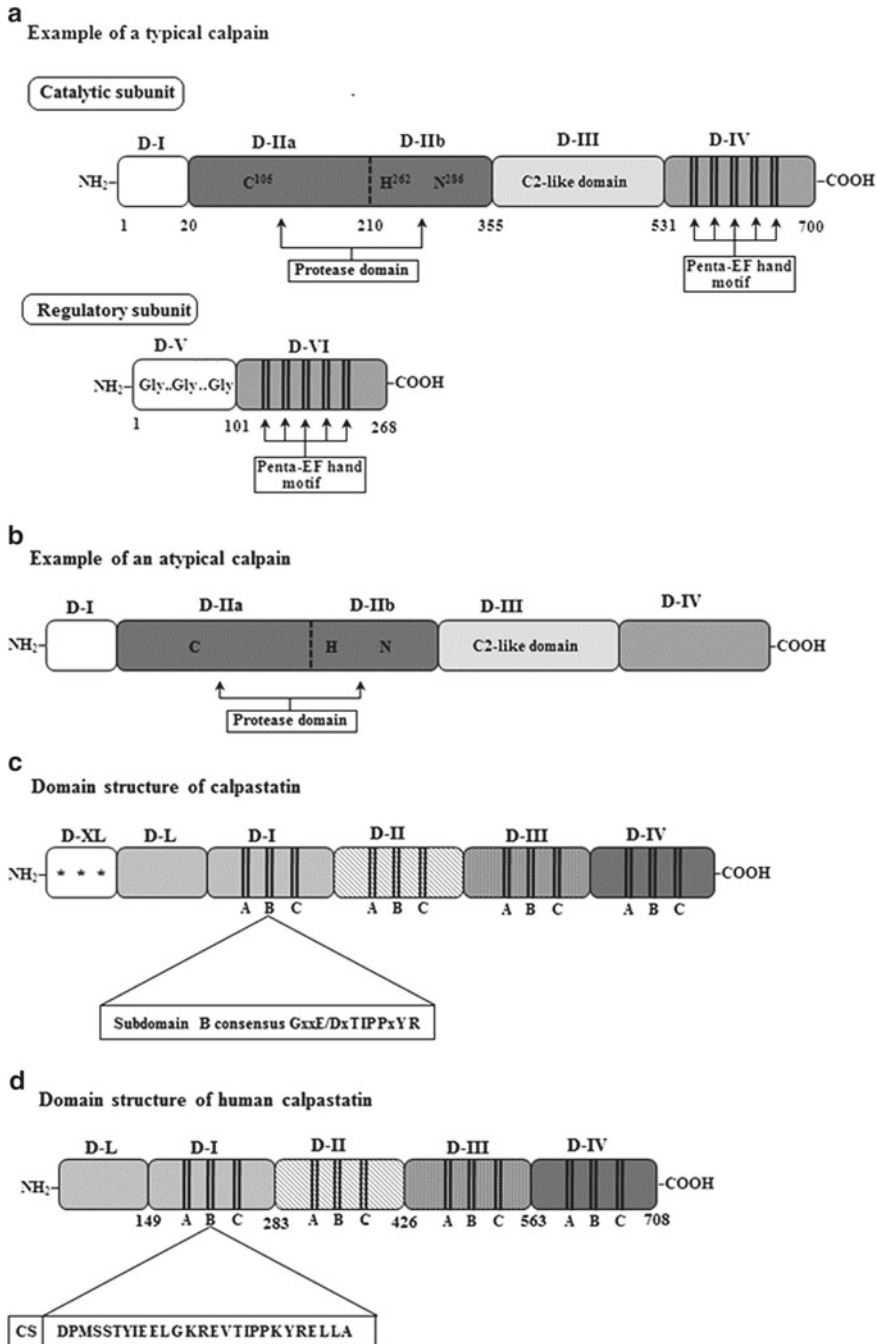 a
Example of a typical calpain
Catalytic subunit
D-I D-IIa D-IIb D-III D-IV
NH2 C105 H262 N286 C2-like domain COOH
1 20 210 355 531 700
Protease domain
Penta-EF hand
motif
Regulatory subunit
D-V D-VI
NH2 Gly..Gly..Gly COOH
1 101 268
Penta-EF hand
motif
b
Example of an atypical calpain
D-I D-IIa D-IIb D-III D-IV
NH2 C H N C2-like domain COOH
Protease domain
c
Domain structure of calpastatin
D-XL D-L D-I D-II D-III D-IV
NH2 * * * COOH
A B C A B C A B C A B C
Subdomain B consensus GxxE/DxTIPPxYR
d
Domain structure of human calpastatin
D-L D-I D-II D-III D-IV
NH2 COOH
149 A B C 283 A B C 426 A B C 563 A B C 708
CS DPMSSTYIEELGKREVTIPPKYRELLA